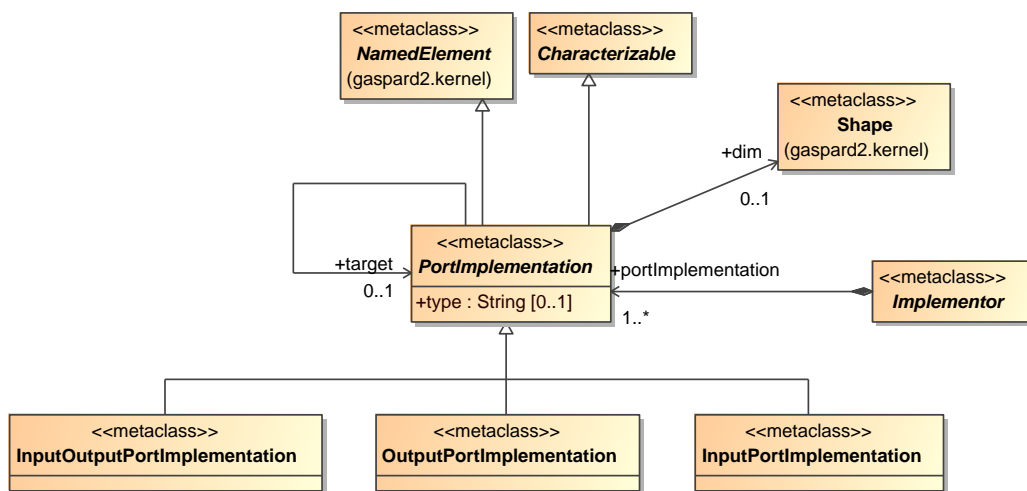 <<metaclass>>
NamedElement
(gaspard2.kernel)
<<metaclass>>
Characterizable
<<metaclass>>
Shape
(gaspard2.kernel)
+dim
0..1
<<metaclass>>
PortImplementation
+type : String [0..1]
+target
0..1
+portImplementation
1..*
<<metaclass>>
Implementor
<<metaclass>>
InputOutputPortImplementation
<<metaclass>>
OutputPortImplementation
<<metaclass>>
InputPortImplementation